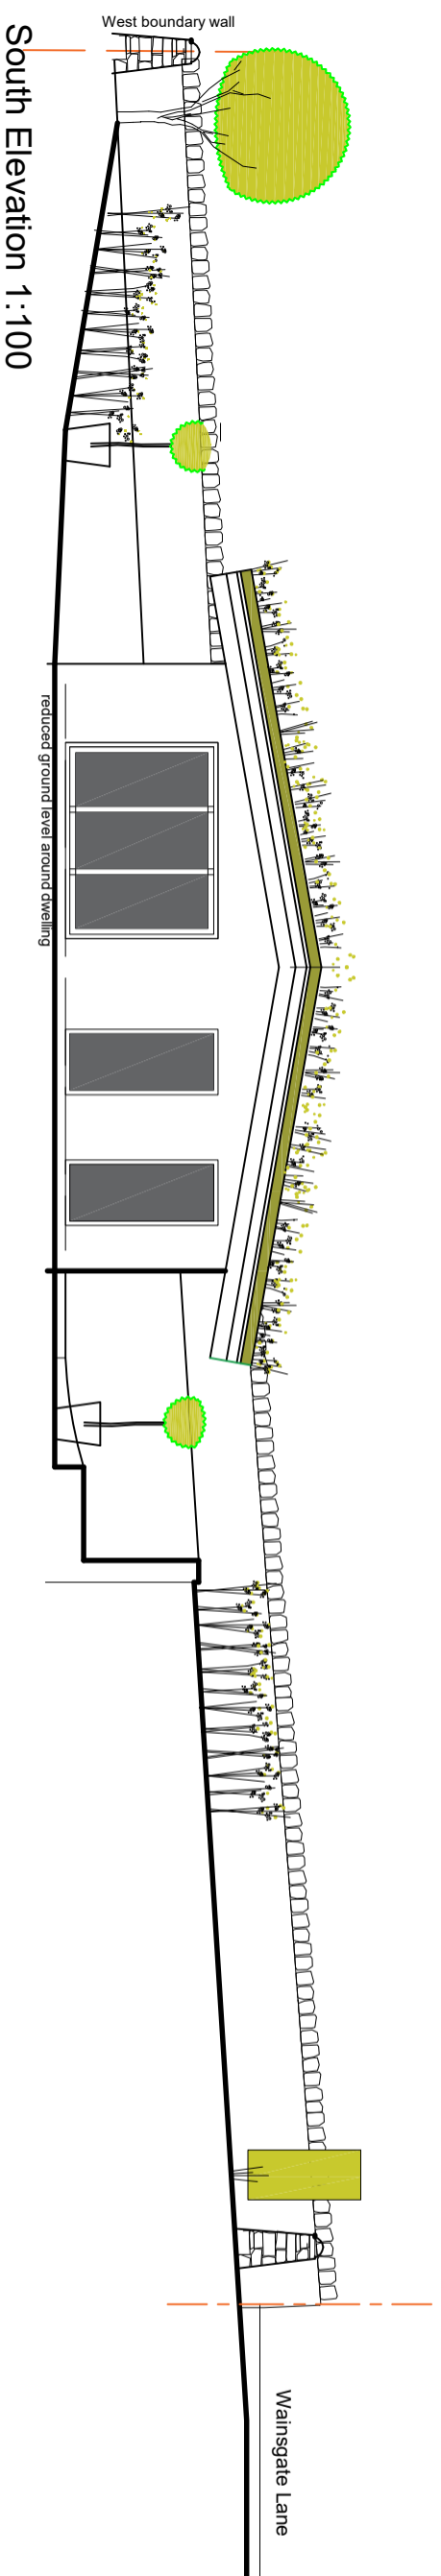 West boundary wall
South Elevation 1:100
reduced ground level around dwelling
Wainsgate Lane